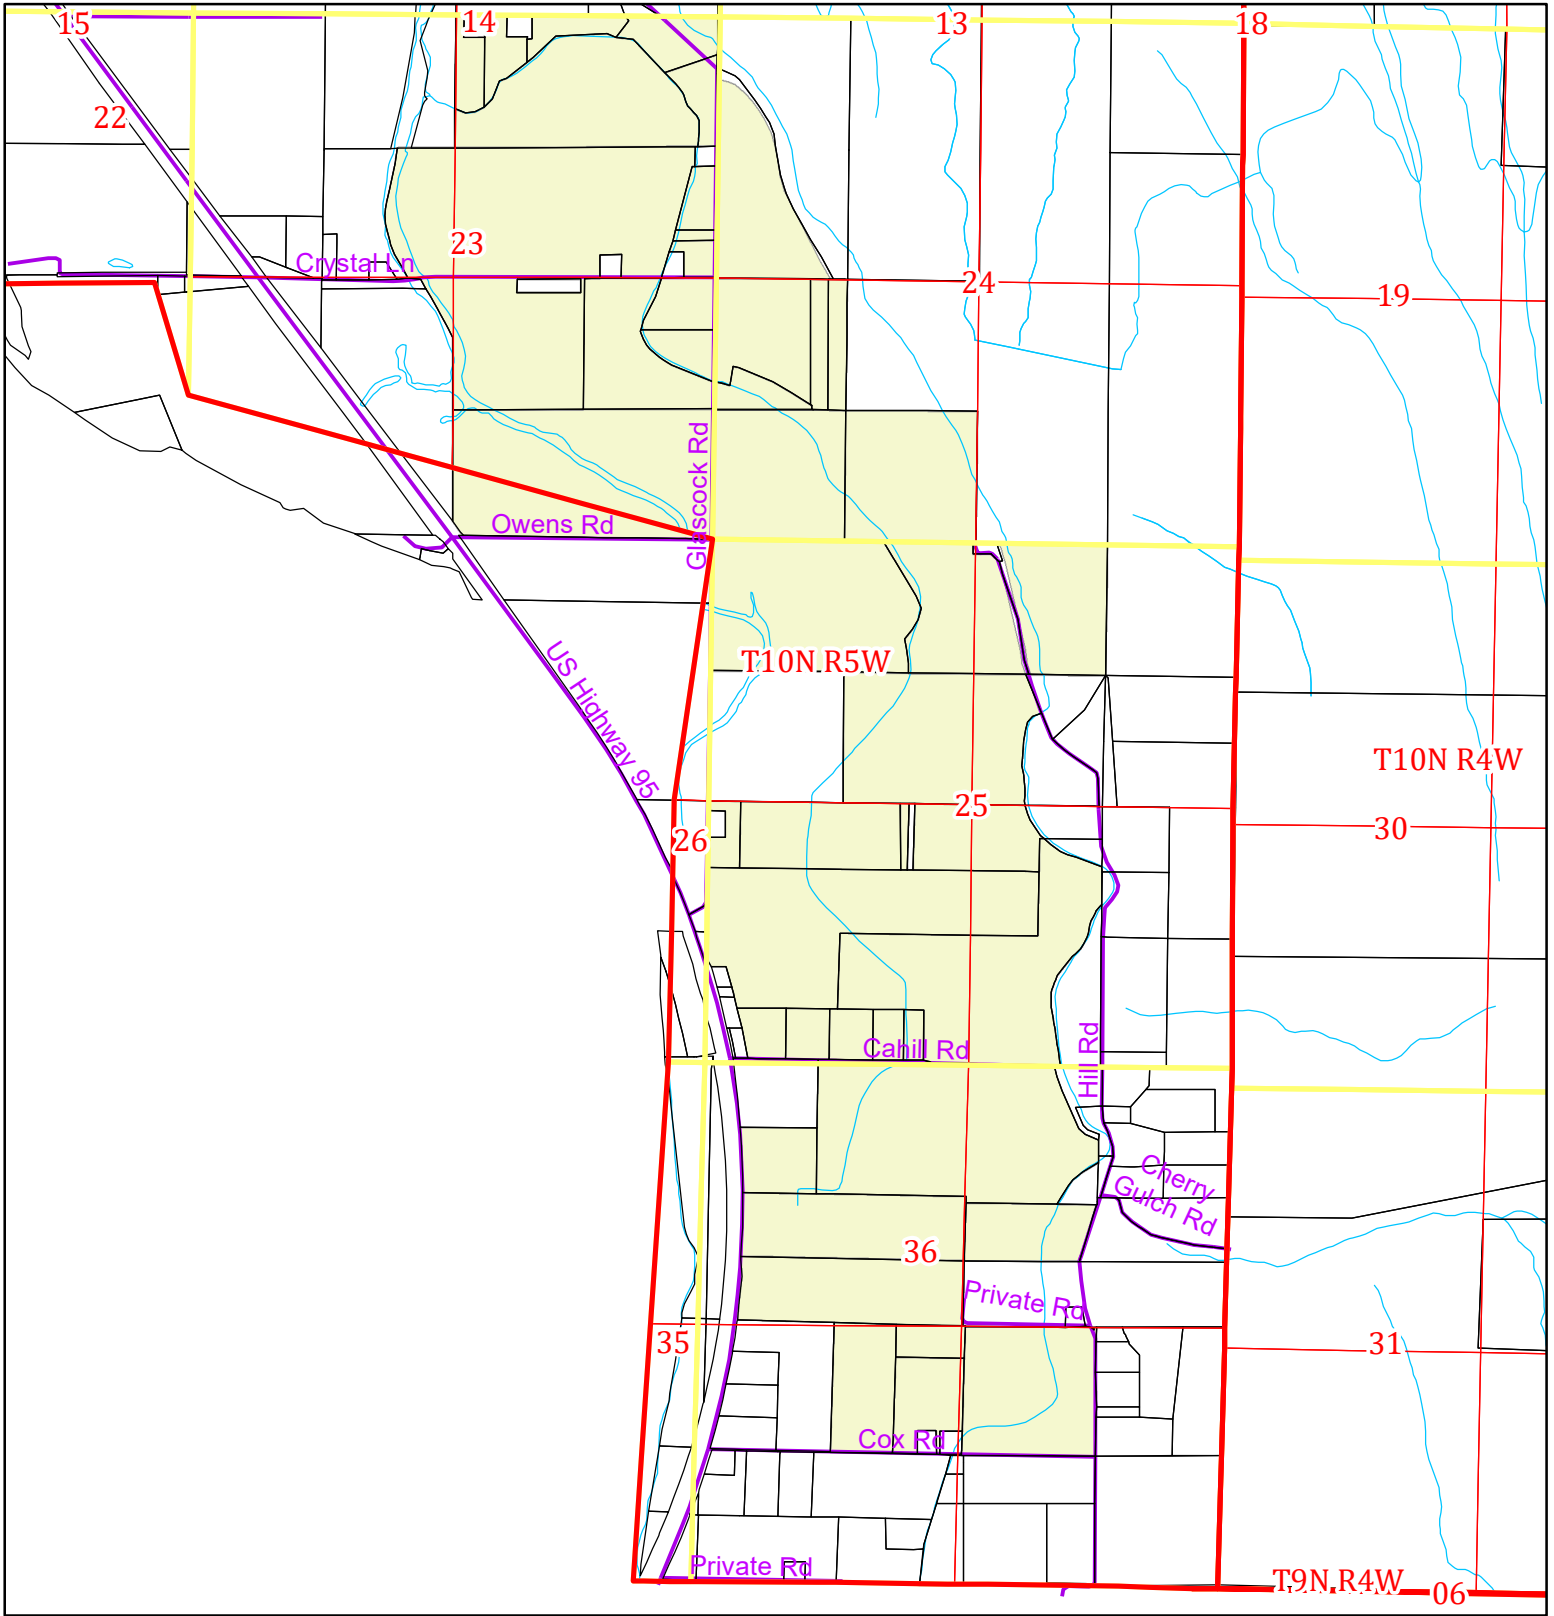 15
14
13
18
22
23
Crystal Ln
24
19
Glascock Rd
Owens Rd
T10N R5W
US Highway 95
T10N R4W
25
30
26
Hill Rd
Cahill Rd
Cherry
Gulch Rd
36
Private Rd
35
31
Cox Rd
Private Rd
T9N R4W
06